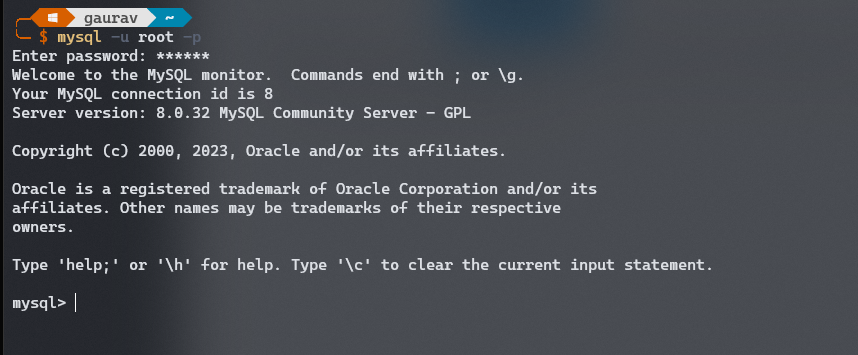 gaurav ~
$ mysql -u root -p
Enter password: ******
Welcome to the MySQL monitor.  Commands end with ; or \g.
Your MySQL connection id is 8
Server version: 8.0.32 MySQL Community Server - GPL
Copyright (c) 2000, 2023, Oracle and/or its affiliates.
Oracle is a registered trademark of Oracle Corporation and/or its
affiliates. Other names may be trademarks of their respective
owners.
Type 'help;' or '\h' for help. Type '\c' to clear the current input statement.
mysql>